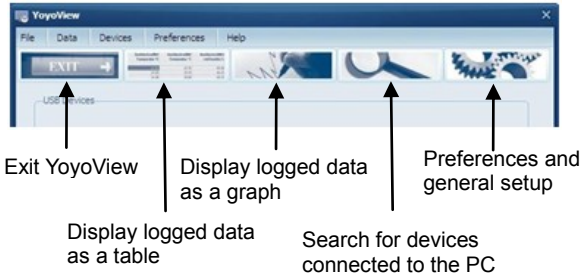 YoyoView
File Data Devices Preferences Help
EXIT
USB Devices
Exit YoyoView
Display logged data
as a graph
Preferences and
general setup
Display logged data
as a table
Search for devices
connected to the PC